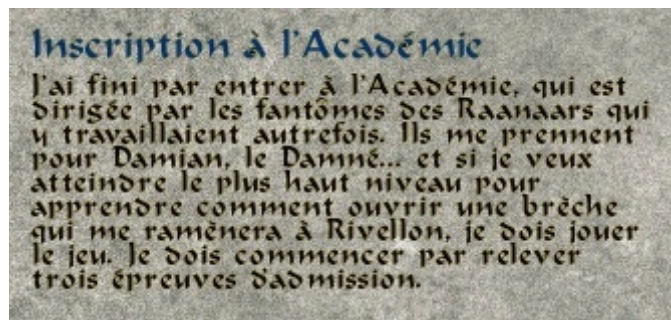 Inscription à l'Académie
J'ai fini par entrer à l'Académie, qui est
dirigée par les fantômes des Raanaars qui
y travaillaient autrefois. Ils me prennent
pour Damian, le Damné... et si je veux
atteindre le plus haut niveau pour
apprendre comment ouvrir une brèche
qui me ramènera à Rivellon, je dois jouer
le jeu. Je dois commencer par relever
trois épreuves d'admission.